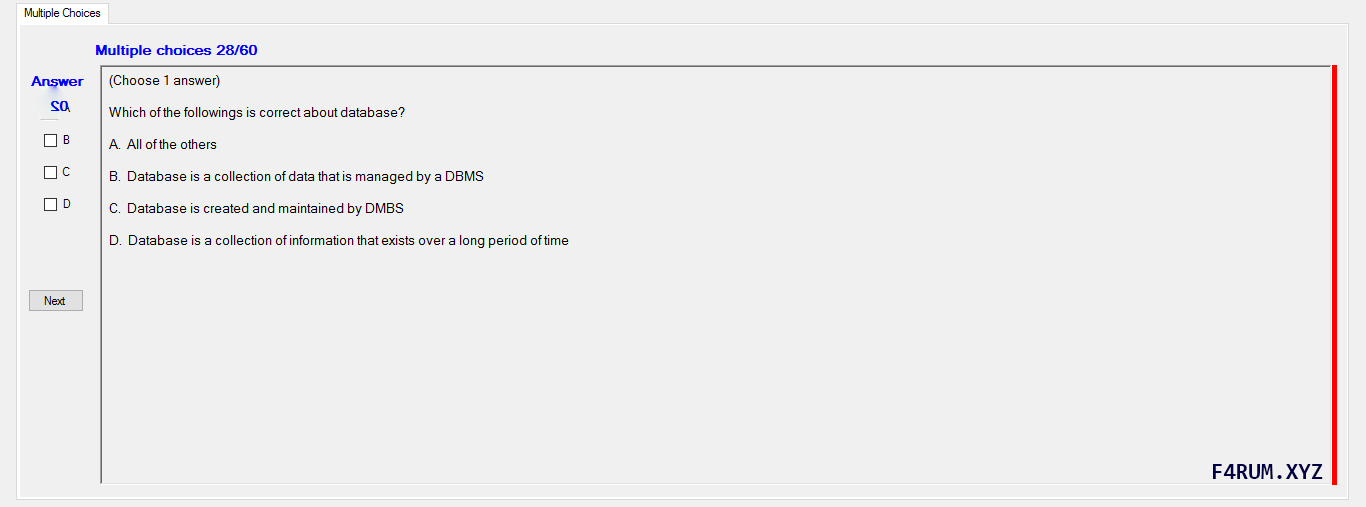 Multiple Choices
Multiple choices 28/60
Answer
(Choose 1 answer)
Which of the followings is correct about database?
A. All of the others
B
B. Database is a collection of data that is managed by a DBMS
C
C. Database is created and maintained by DMBS
D
D. Database is a collection of information that exists over a long period of time
Next
F4RUM.XYZ